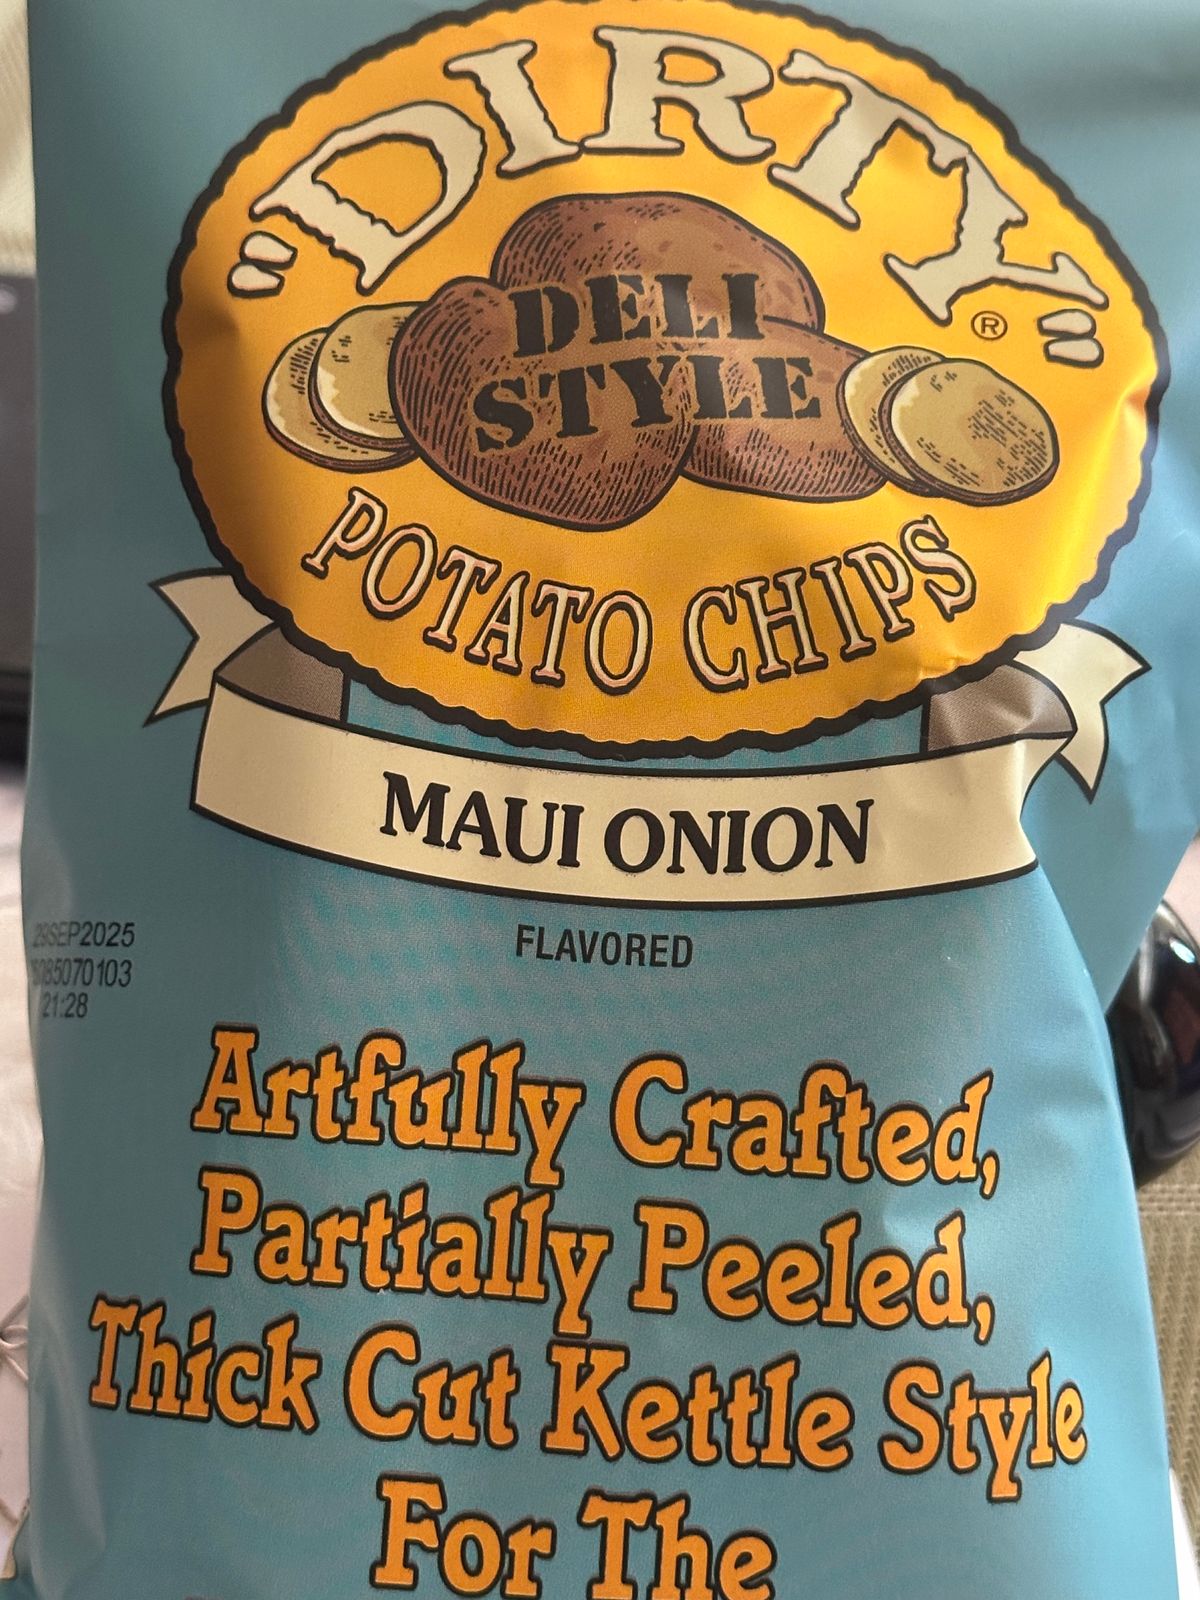 "DIRTY"®
DELI
STYLE
POTATO CHIPS
MAUI ONION
FLAVORED
29SEP2025
21:28
Artfully Crafted,
Partially Peeled,
Thick Cut Kettle Style
For The